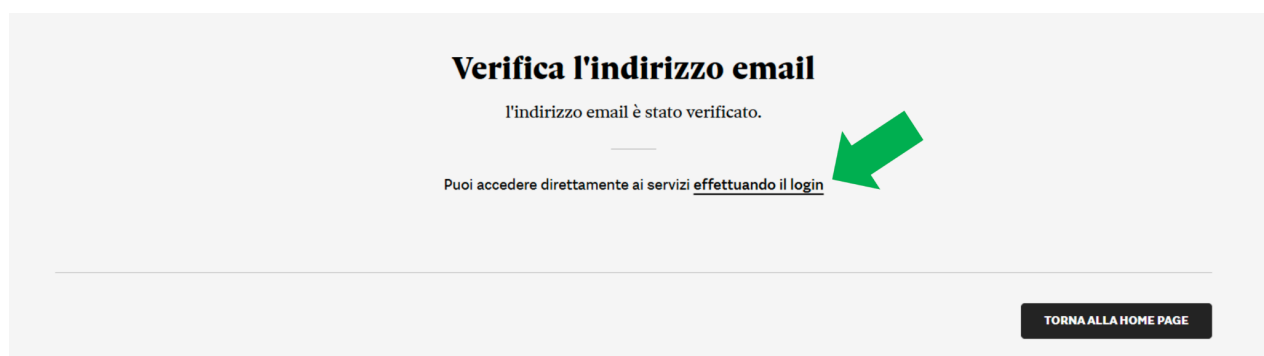 Verifica l'indirizzo email
l'indirizzo email è stato verificato.
Puoi accedere direttamente ai servizi effettuando il login
TORNA ALLA HOME PAGE